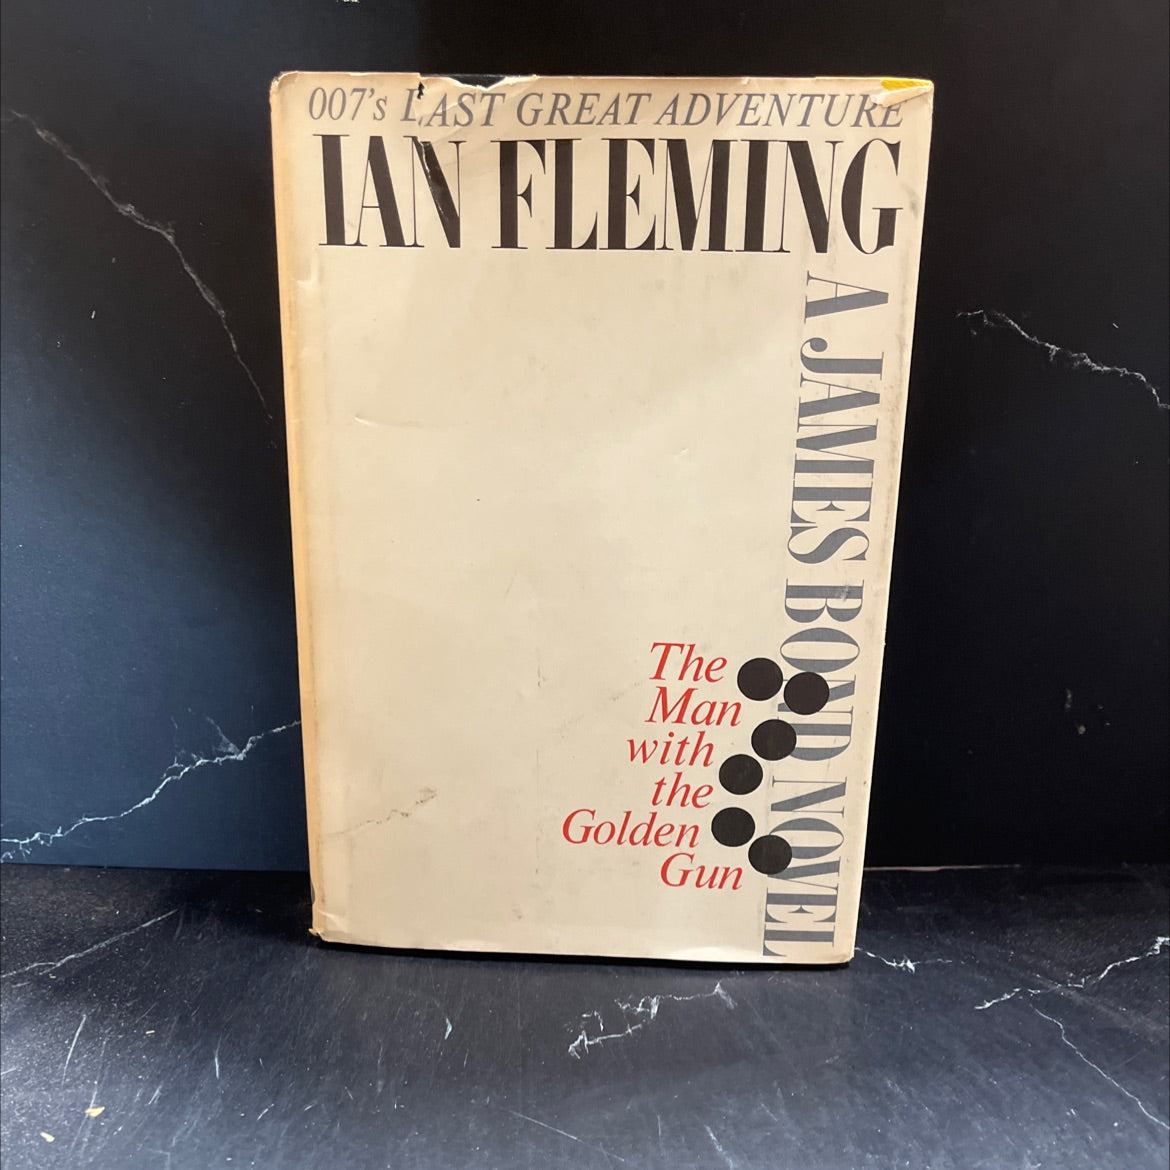 007's LAST GREAT ADVENTURE
IAN FLEMING
A JAMES BOND NOVEL
The
Man
with
the
Golden
Gun